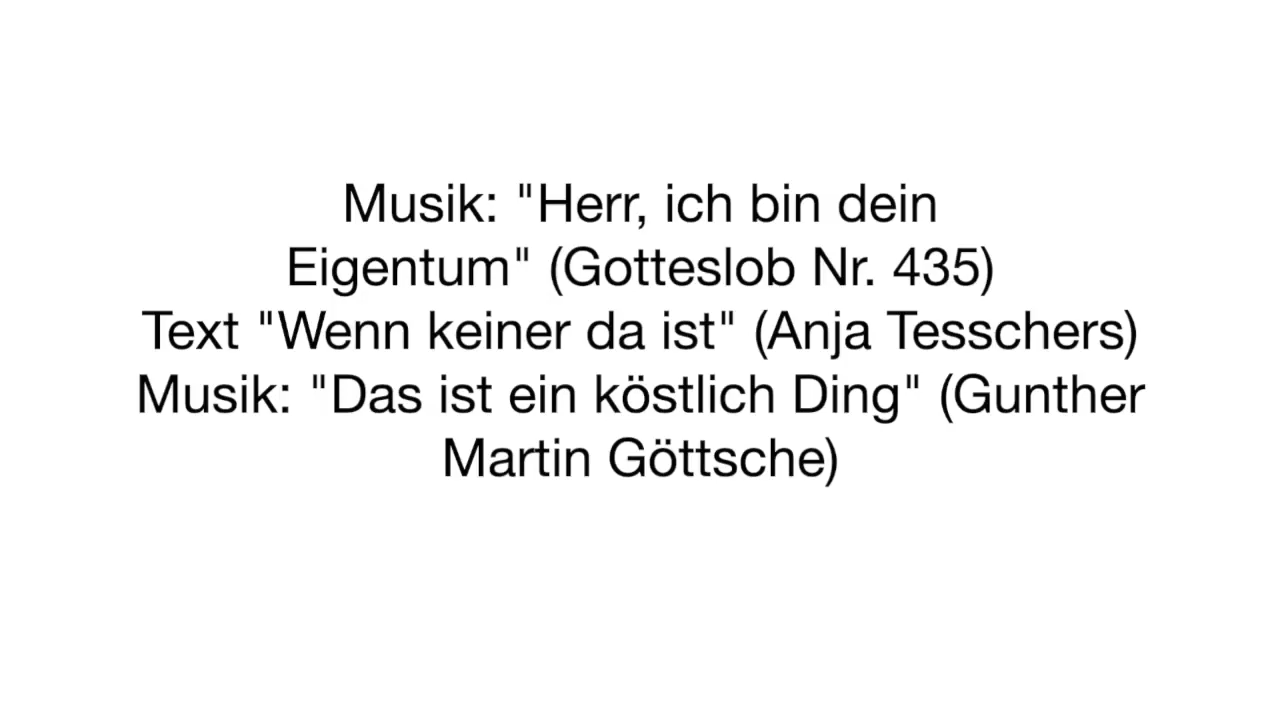 Musik: "Herr, ich bin dein
Eigentum" (Gotteslob Nr. 435)
Text "Wenn keiner da ist" (Anja Tesschers)
Musik: "Das ist ein köstlich Ding" (Gunther
Martin Göttsche)